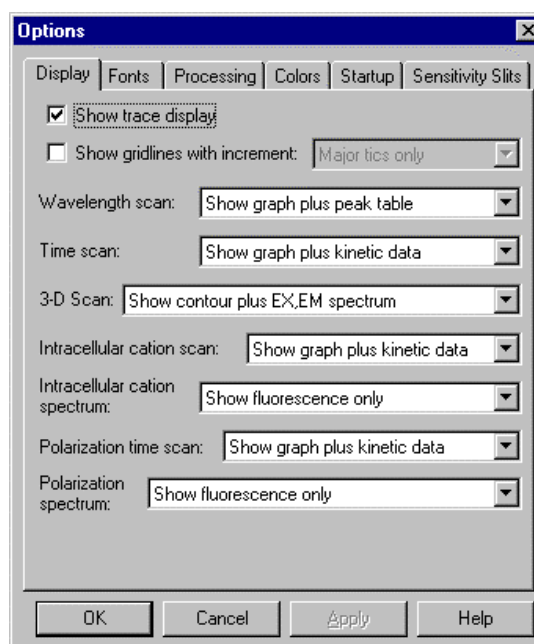 Options
Display Fonts Processing Colors Startup Sensitivity Slits
Show trace display
Show gridlines with increment: Major tics only
Wavelength scan: Show graph plus peak table
Time scan: Show graph plus kinetic data
3-D Scan: Show contour plus EX,EM spectrum
Intracellular cation scan: Show graph plus kinetic data
Intracellular cation
spectrum: Show fluorescence only
Polarization time scan: Show graph plus kinetic data
Polarization
spectrum: Show fluorescence only
OK Cancel Apply Help